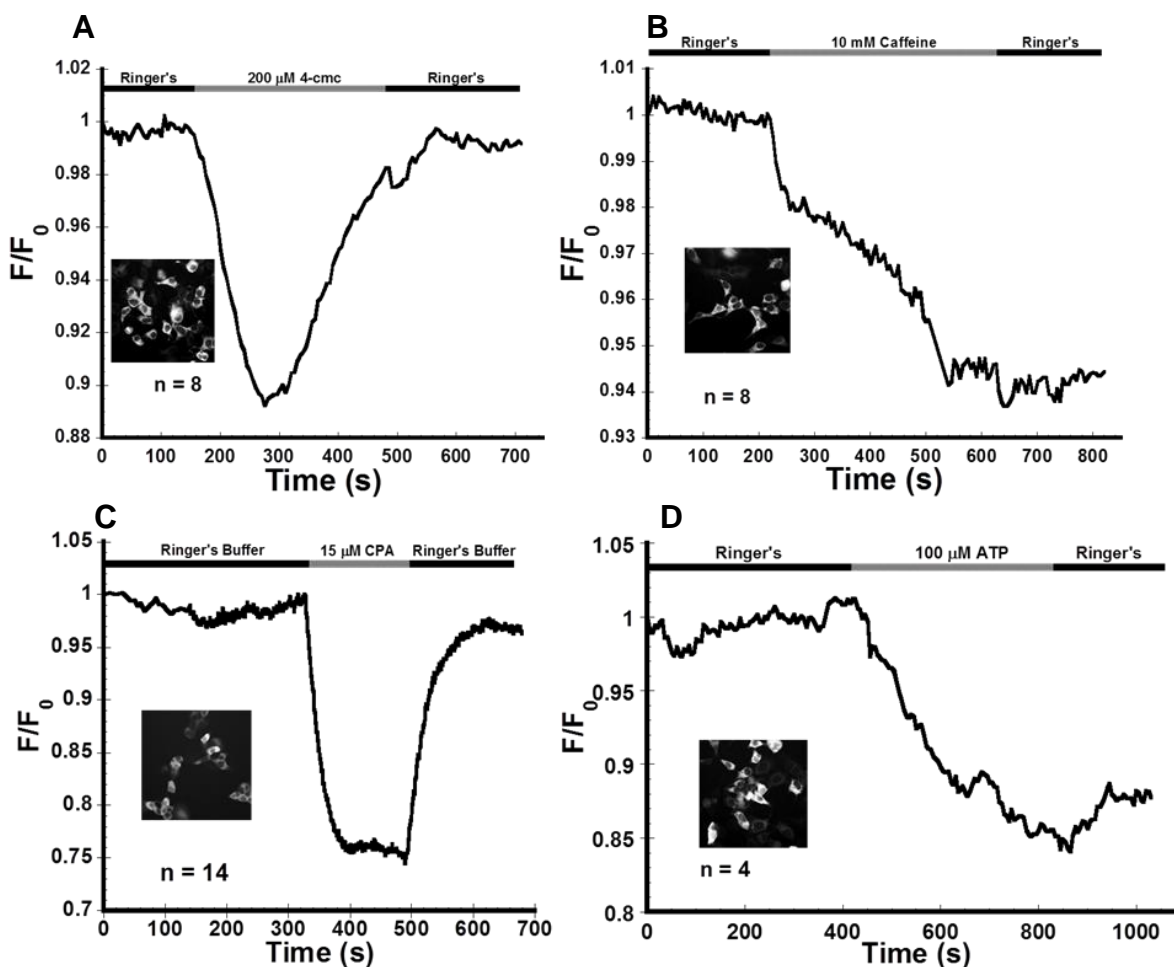 A
Ringer's 200 μM 4-cmc Ringer's
1.02
1
0.98
0.96
0.94
0.92
0.9
0.88
F/F0
n = 8
0 100 200 300 400 500 600 700
Time (s)
B
Ringer's 10 mM Caffeine Ringer's
1.01
1
0.99
0.98
0.97
0.96
0.95
0.94
0.93
F/F0
n = 8
0 100 200 300 400 500 600 700 800
Time (s)
C
Ringer's Buffer 15 μM CPA Ringer's Buffer
1.05
1
0.95
0.9
0.85
0.8
0.75
0.7
F/F0
n = 14
0 100 200 300 400 500 600 700
Time (s)
D
Ringer's 100 μM ATP Ringer's
1.05
1
0.95
0.9
0.85
0.8
F/F0
n = 4
0 200 400 600 800 1000
Time (s)